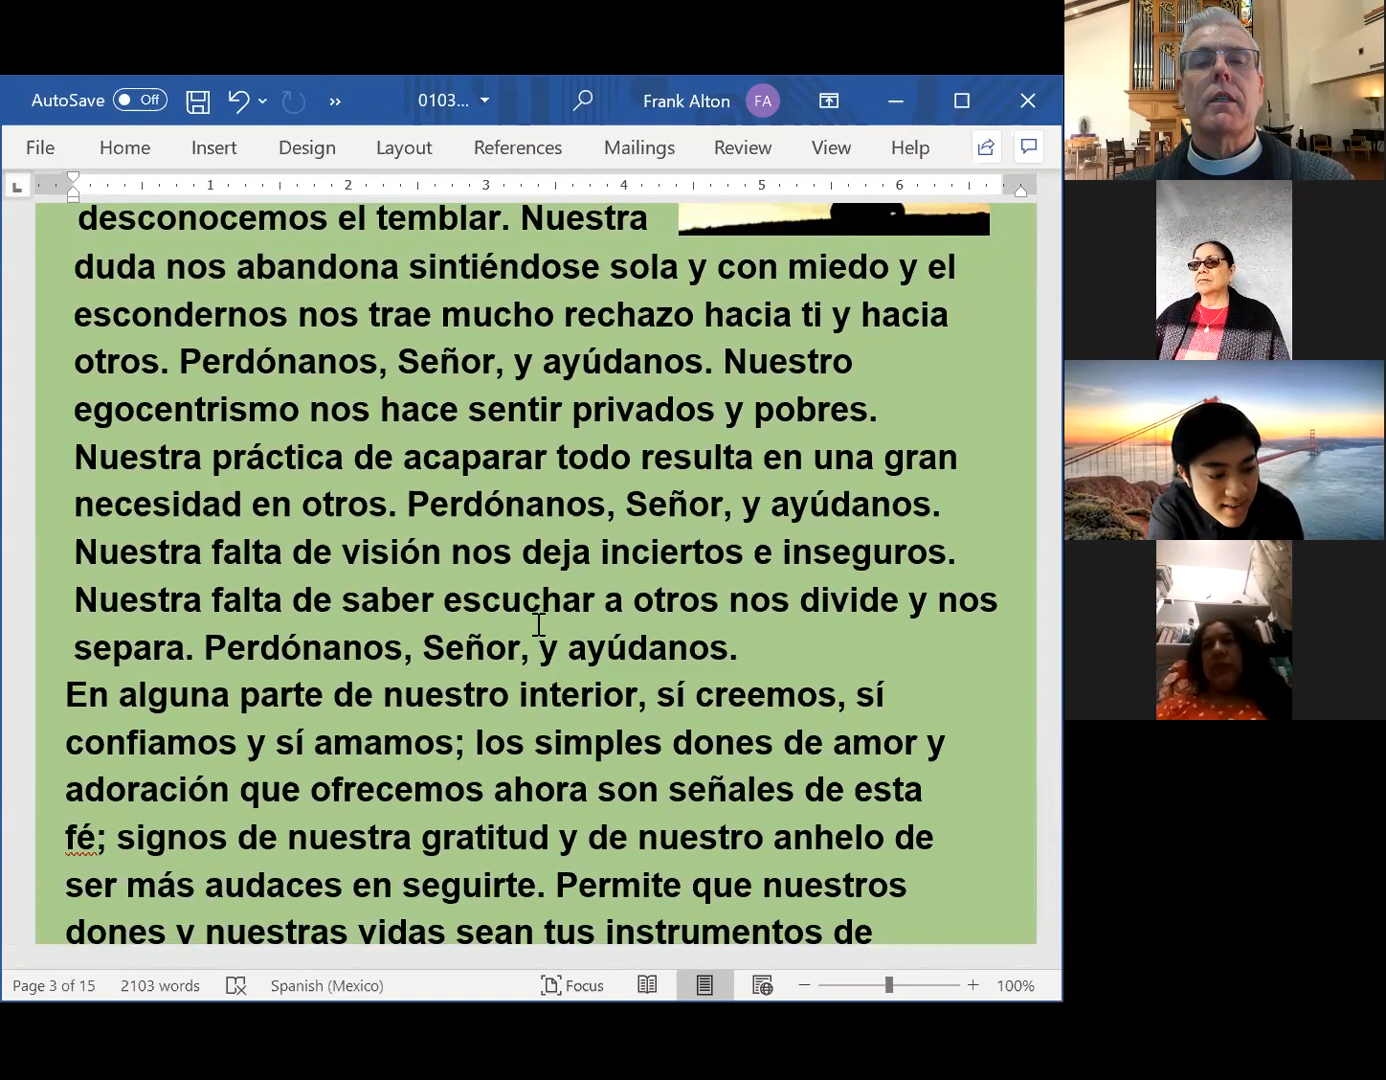 AutoSave Off 0103... Frank Alton FA
File Home Insert Design Layout References Mailings Review View Help
1 2 3 4 5 6
desconocemos el temblar. Nuestra
duda nos abandona sintiéndose sola y con miedo y el
escondernos nos trae mucho rechazo hacia ti y hacia
otros. Perdónanos, Señor, y ayúdanos. Nuestro
egocentrismo nos hace sentir privados y pobres.
Nuestra práctica de acaparar todo resulta en una gran
necesidad en otros. Perdónanos, Señor, y ayúdanos.
Nuestra falta de visión nos deja inciertos e inseguros.
Nuestra falta de saber escuchar a otros nos divide y nos
separa. Perdónanos, Señor, y ayúdanos.
En alguna parte de nuestro interior, sí creemos, sí
confiamos y sí amamos; los simples dones de amor y
adoración que ofrecemos ahora son señales de esta
fé; signos de nuestra gratitud y de nuestro anhelo de
ser más audaces en seguirte. Permite que nuestros
dones y nuestras vidas sean tus instrumentos de
Page 3 of 15 2103 words Spanish (Mexico) Focus 100%